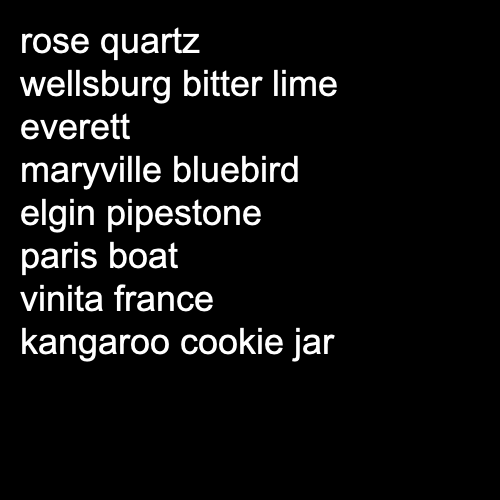 rose quartz
wellsburg bitter lime
everett
maryville bluebird
elgin pipestone
paris boat
vinita france
kangaroo cookie jar